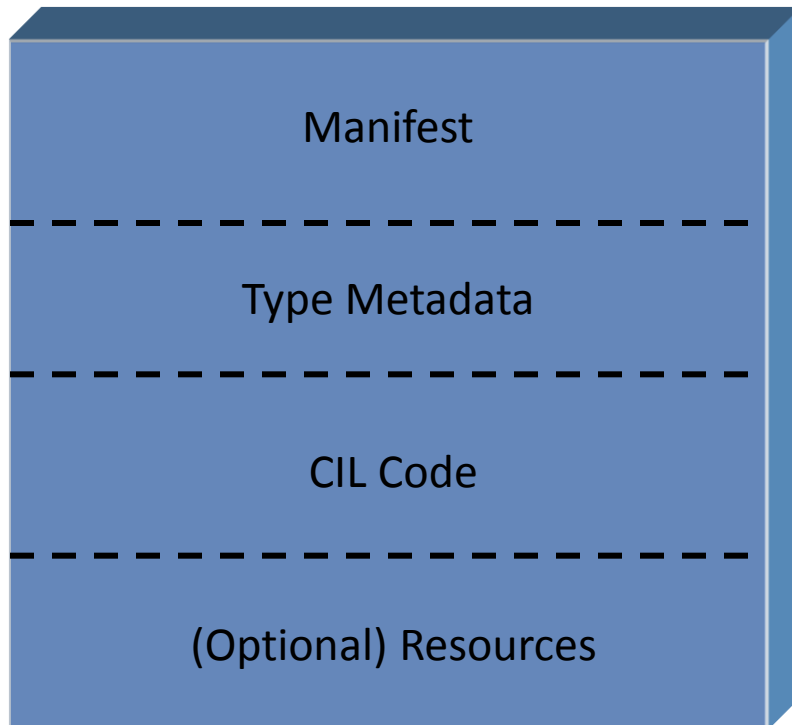 Manifest
Type Metadata
CIL Code
(Optional) Resources